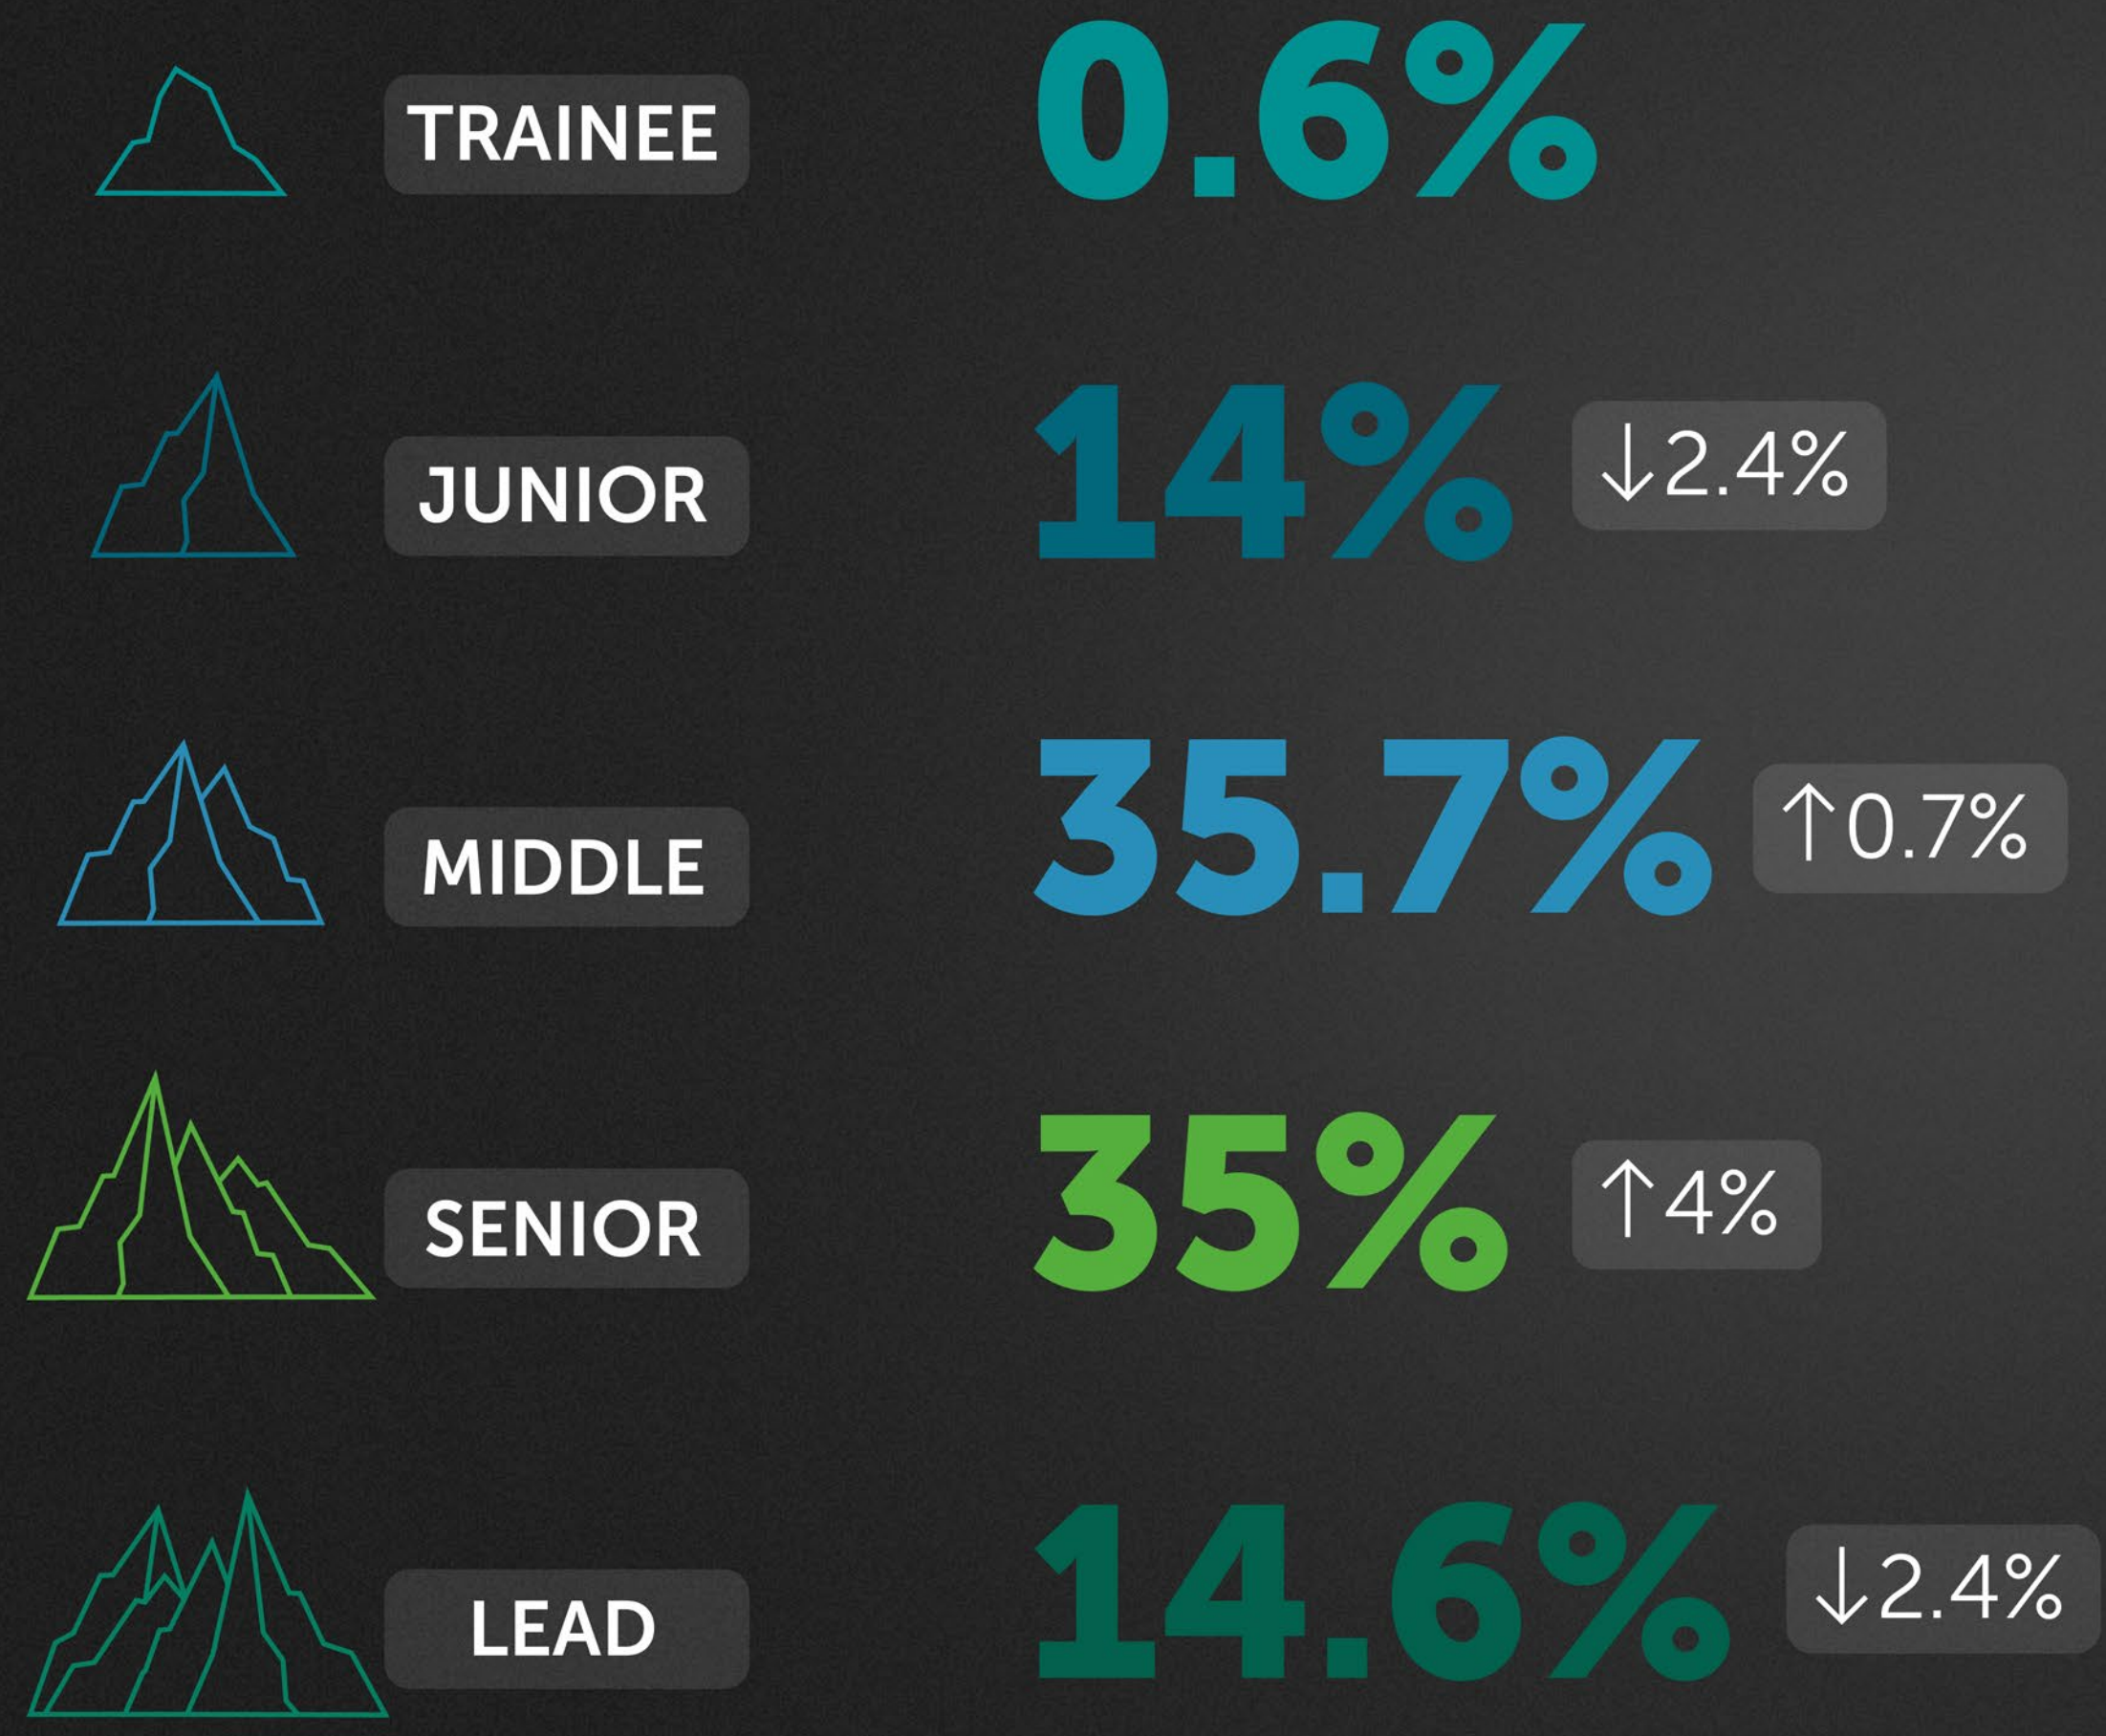 TRAINEE 0.6%
JUNIOR 14% ↓2.4%
MIDDLE 35.7% ↑0.7%
SENIOR 35% ↑4%
LEAD 14.6% ↓2.4%